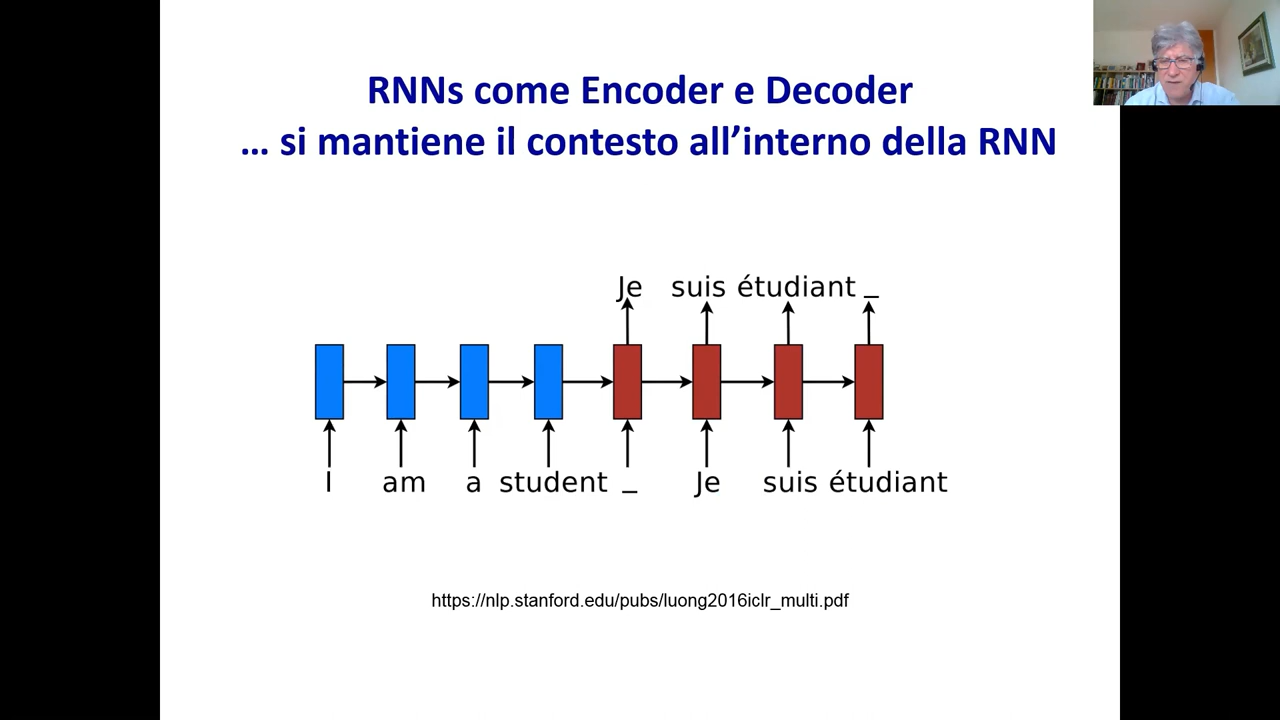 RNNs come Encoder e Decoder
… si mantiene il contesto all’interno della RNN
Je suis étudiant _
I am a student _ Je suis étudiant
https://nlp.stanford.edu/pubs/luong2016iclr_multi.pdf